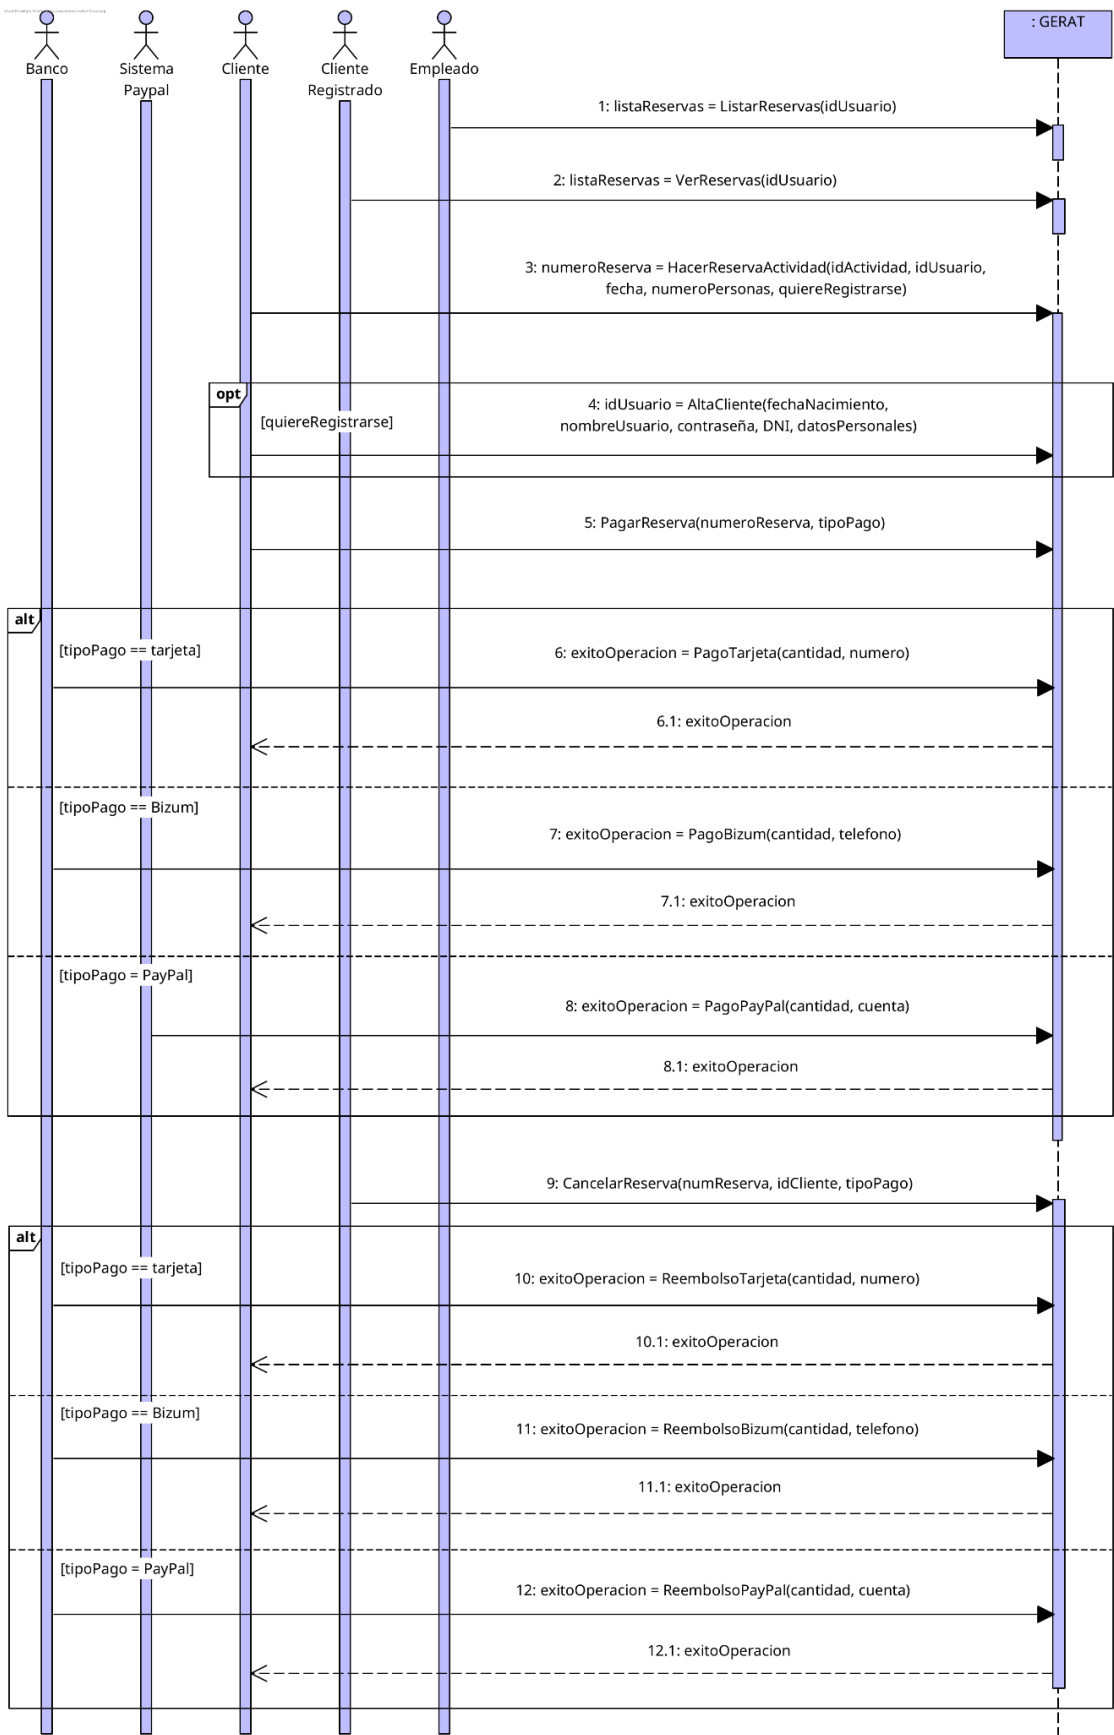 Banco
Sistema
Paypal
Cliente
Cliente
Registrado
Empleado
: GERAT
1: listaReservas = ListarReservas(idUsuario)
2: listaReservas = VerReservas(idUsuario)
3: numeroReserva = HacerReservaActividad(idActividad, idUsuario,
fecha, numeroPersonas, quiereRegistrarse)
opt
[quiereRegistrarse]
4: idUsuario = AltaCliente(fechaNacimiento,
nombreUsuario, contraseña, DNI, datosPersonales)
5: PagarReserva(numeroReserva, tipoPago)
alt
[tipoPago == tarjeta]
6: exitoOperacion = PagoTarjeta(cantidad, numero)
6.1: exitoOperacion
[tipoPago == Bizum]
7: exitoOperacion = PagoBizum(cantidad, telefono)
7.1: exitoOperacion
[tipoPago = PayPal]
8: exitoOperacion = PagoPayPal(cantidad, cuenta)
8.1: exitoOperacion
9: CancelarReserva(numReserva, idCliente, tipoPago)
alt
[tipoPago == tarjeta]
10: exitoOperacion = ReembolsoTarjeta(cantidad, numero)
10.1: exitoOperacion
[tipoPago == Bizum]
11: exitoOperacion = ReembolsoBizum(cantidad, telefono)
11.1: exitoOperacion
[tipoPago = PayPal]
12: exitoOperacion = ReembolsoPayPal(cantidad, cuenta)
12.1: exitoOperacion